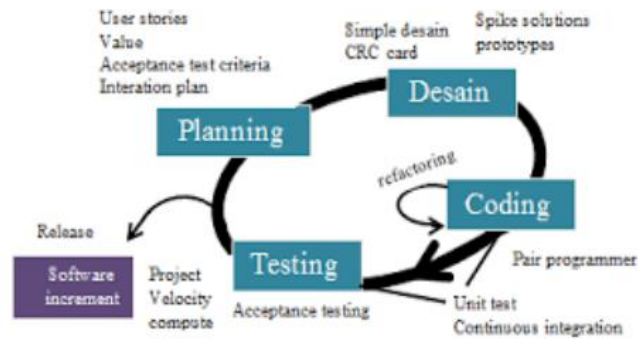 User stories
Value
Acceptance test criteria
Interation plan
Simple desain
CRC card
Spike solutions
prototypes
Desain
Planning
refactoring
Coding
Release
Software
increment
Project
Velocity
compute
Testing
Acceptance testing
Pair programmer
Unit test
Continuous integration